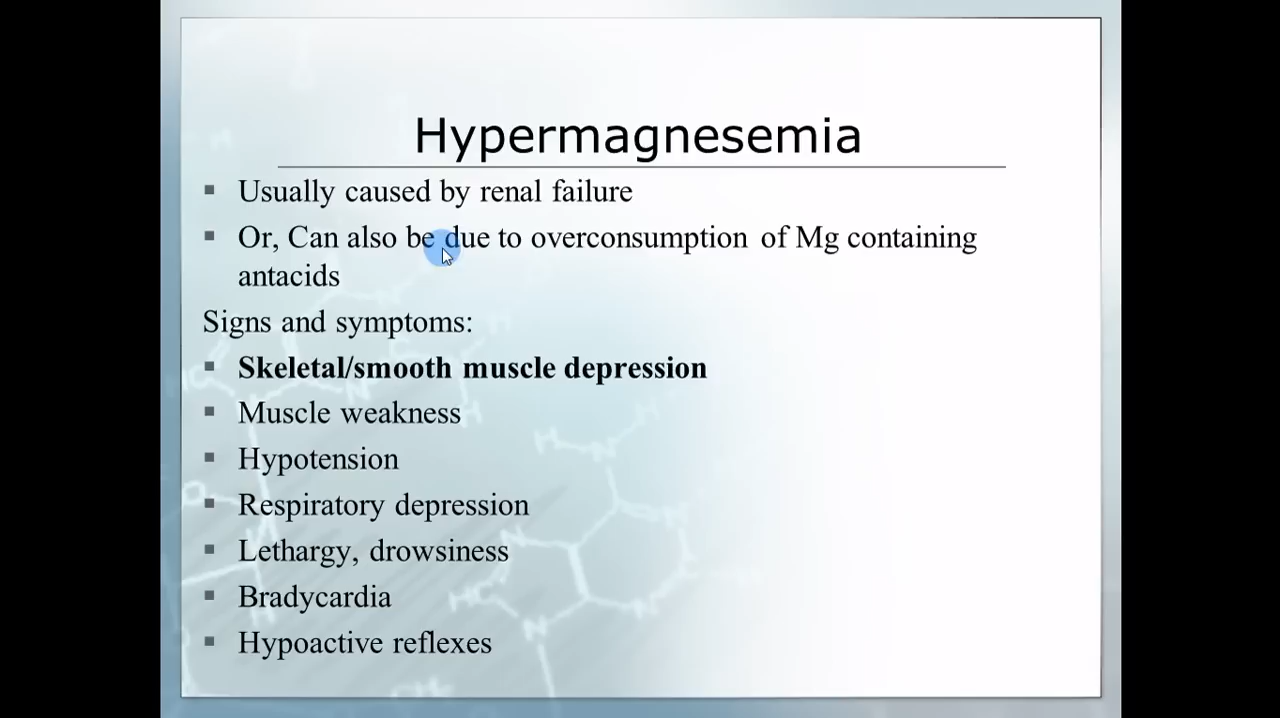 Hypermagnesemia
▪ Usually caused by renal failure
▪ Or, Can also be due to overconsumption of Mg containing
antacids
Signs and symptoms:
▪ Skeletal/smooth muscle depression
▪ Muscle weakness
▪ Hypotension
▪ Respiratory depression
▪ Lethargy, drowsiness
▪ Bradycardia
▪ Hypoactive reflexes